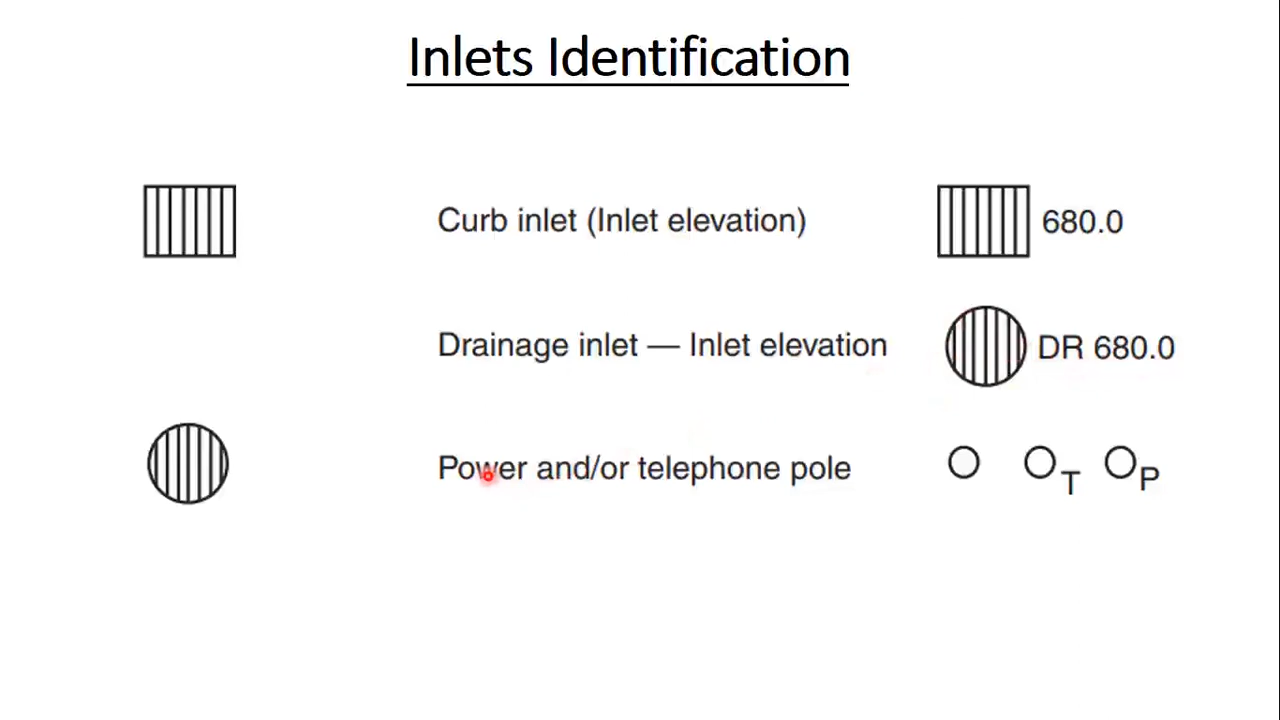 Inlets Identification
Curb inlet (Inlet elevation) 680.0
Drainage inlet — Inlet elevation DR 680.0
Power and/or telephone pole T P